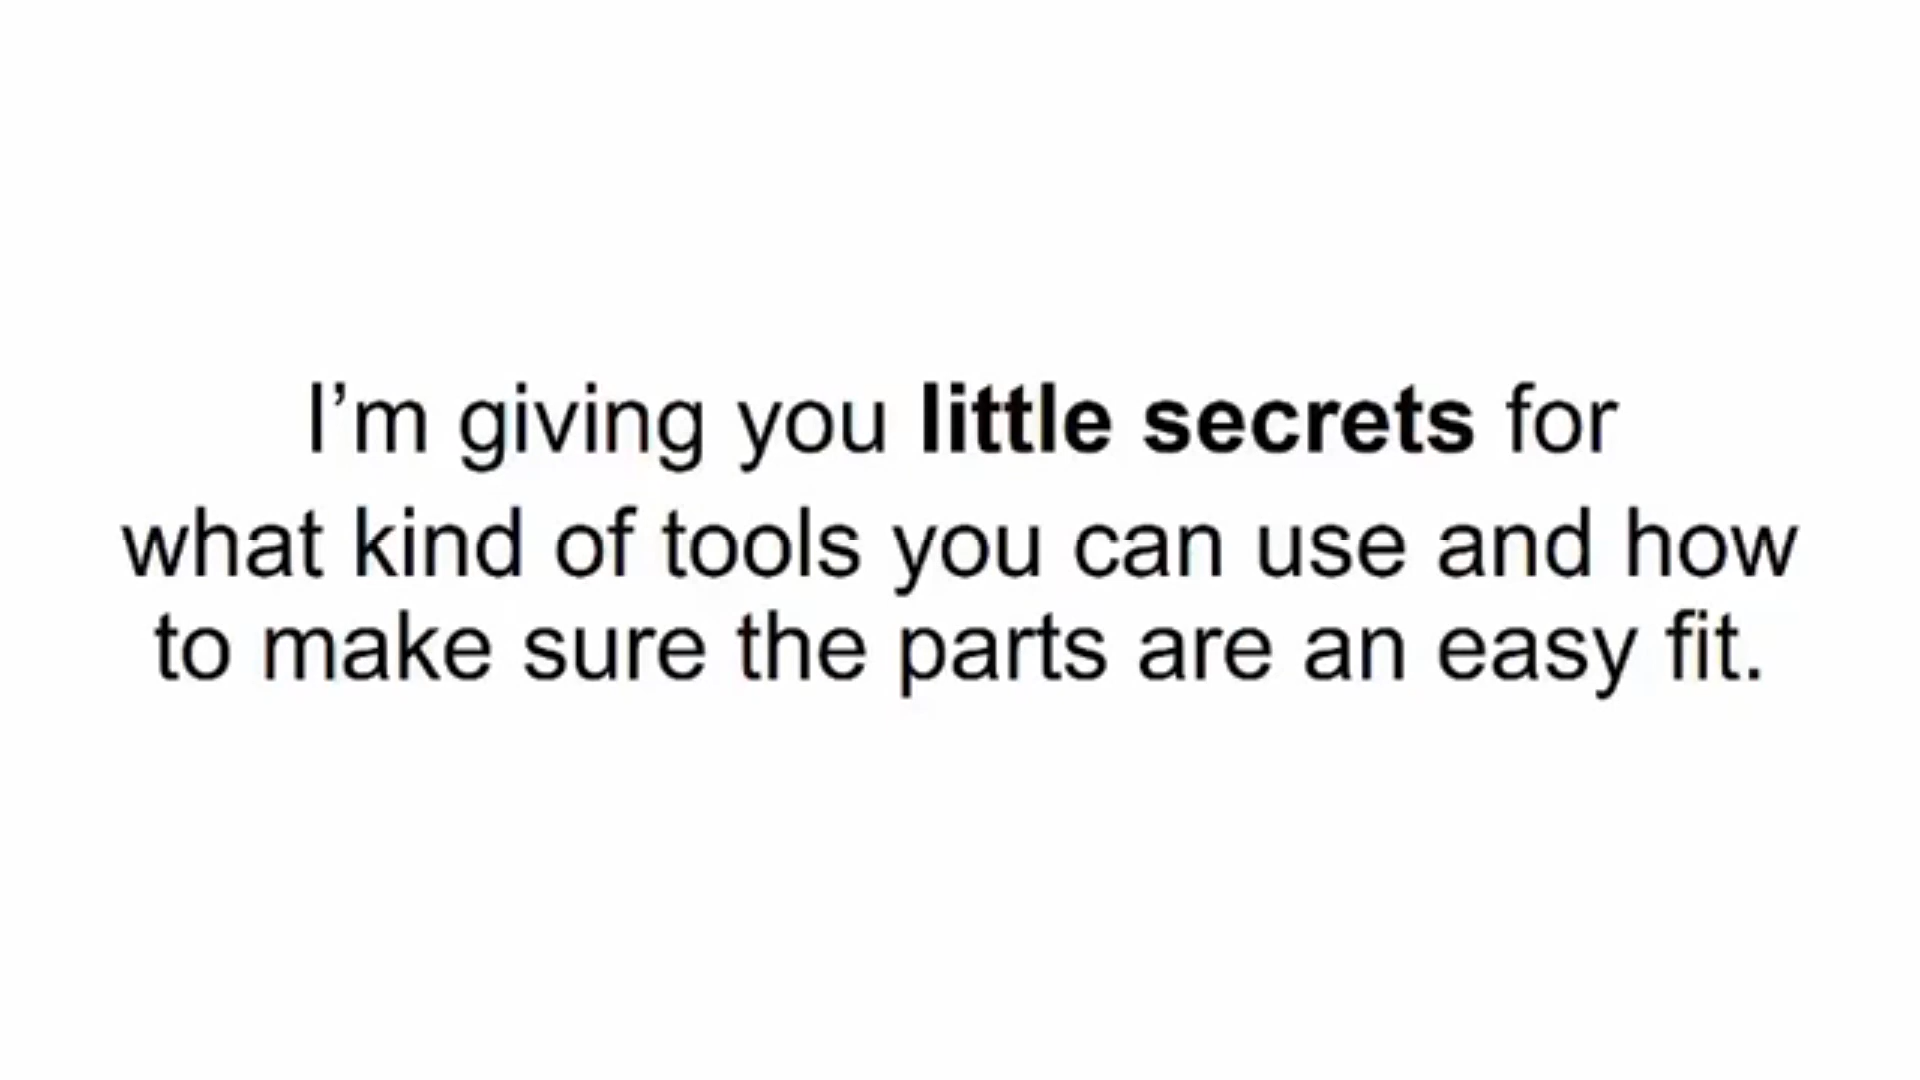 I’m giving you little secrets for
what kind of tools you can use and how
to make sure the parts are an easy fit.